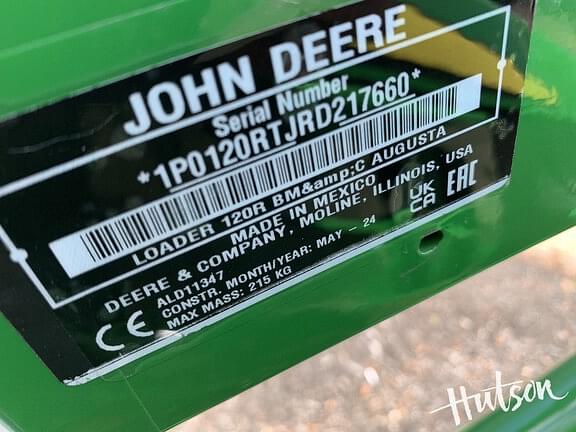 JOHN DEERE
Serial Number
*1P0120RTJRD217660*
LOADER 120R BM&amp;C AUGUSTA
MADE IN MEXICO
DEERE & COMPANY, MOLINE, ILLINOIS, USA
ALD11347
CONSTR. MONTH/YEAR: MAY - 24
MAX MASS: 215 KG
CE
UK
CA
EAC
Hutson